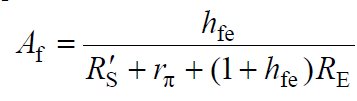 A_f = h_fe / (R′_S + r_π + (1 + h_fe)R_E)